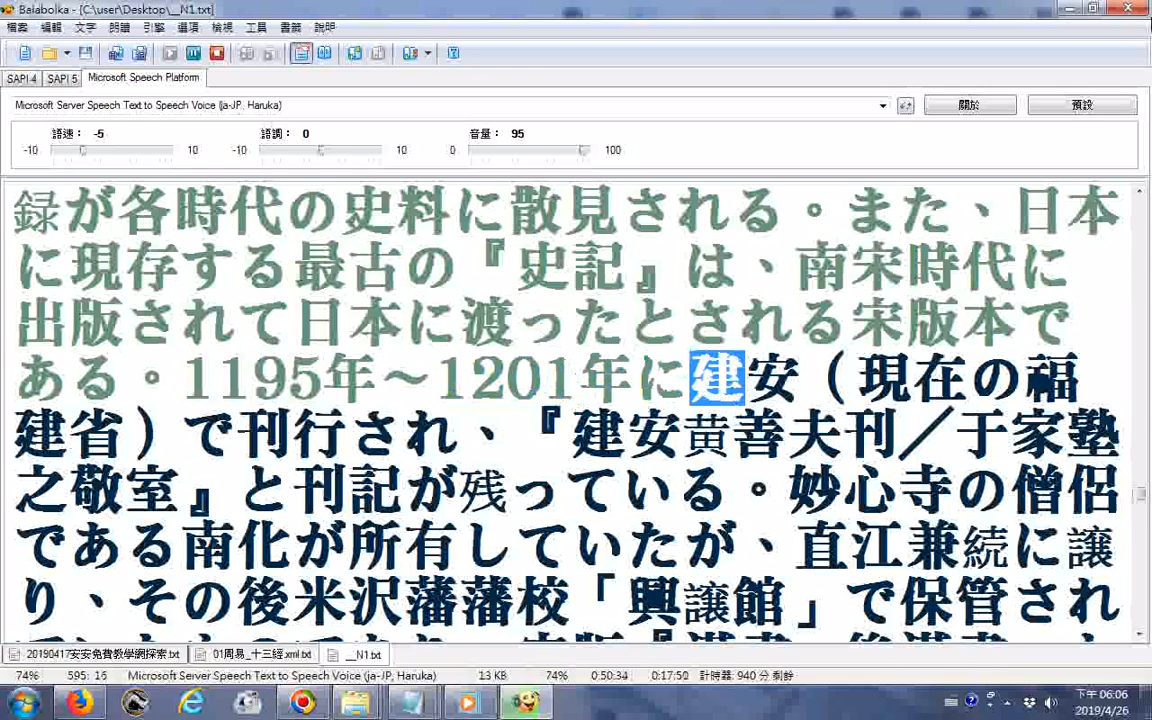 Balabolka - [C:\user\Desktop\__N1.txt]
檔案 編輯 文字 朗讀 引擎 選項 檢視 工具 書籤 說明
SAPI 4 SAPI 5 Microsoft Speech Platform
Microsoft Server Speech Text to Speech Voice (ja-JP, Haruka) 關於 預設
語速： -5 語調： 0 音量： 95
-10 10 -10 10 0 100
録が各時代の史料に散見される。また、日本
に現存する最古の『史記』は、南宋時代に
出版されて日本に渡ったとされる宋版本で
ある。1195年～1201年に建安（現在の福
建省）で刊行され、『建安黄善夫刊／于家塾
之敬室』と刊記が残っている。妙心寺の僧侶
である南化が所有していたが、直江兼続に譲
り、その後米沢藩藩校「興譲館」で保管され
20190417安安免費教學網探索.txt 01周易_十三經.xml.txt __N1.txt
74% 595: 16 Microsoft Server Speech Text to Speech Voice (ja-JP, Haruka) 13 KB 74% 0:50:34 0:17:50 計時器: 940 分 剩餘
下午 06:06
2019/4/26